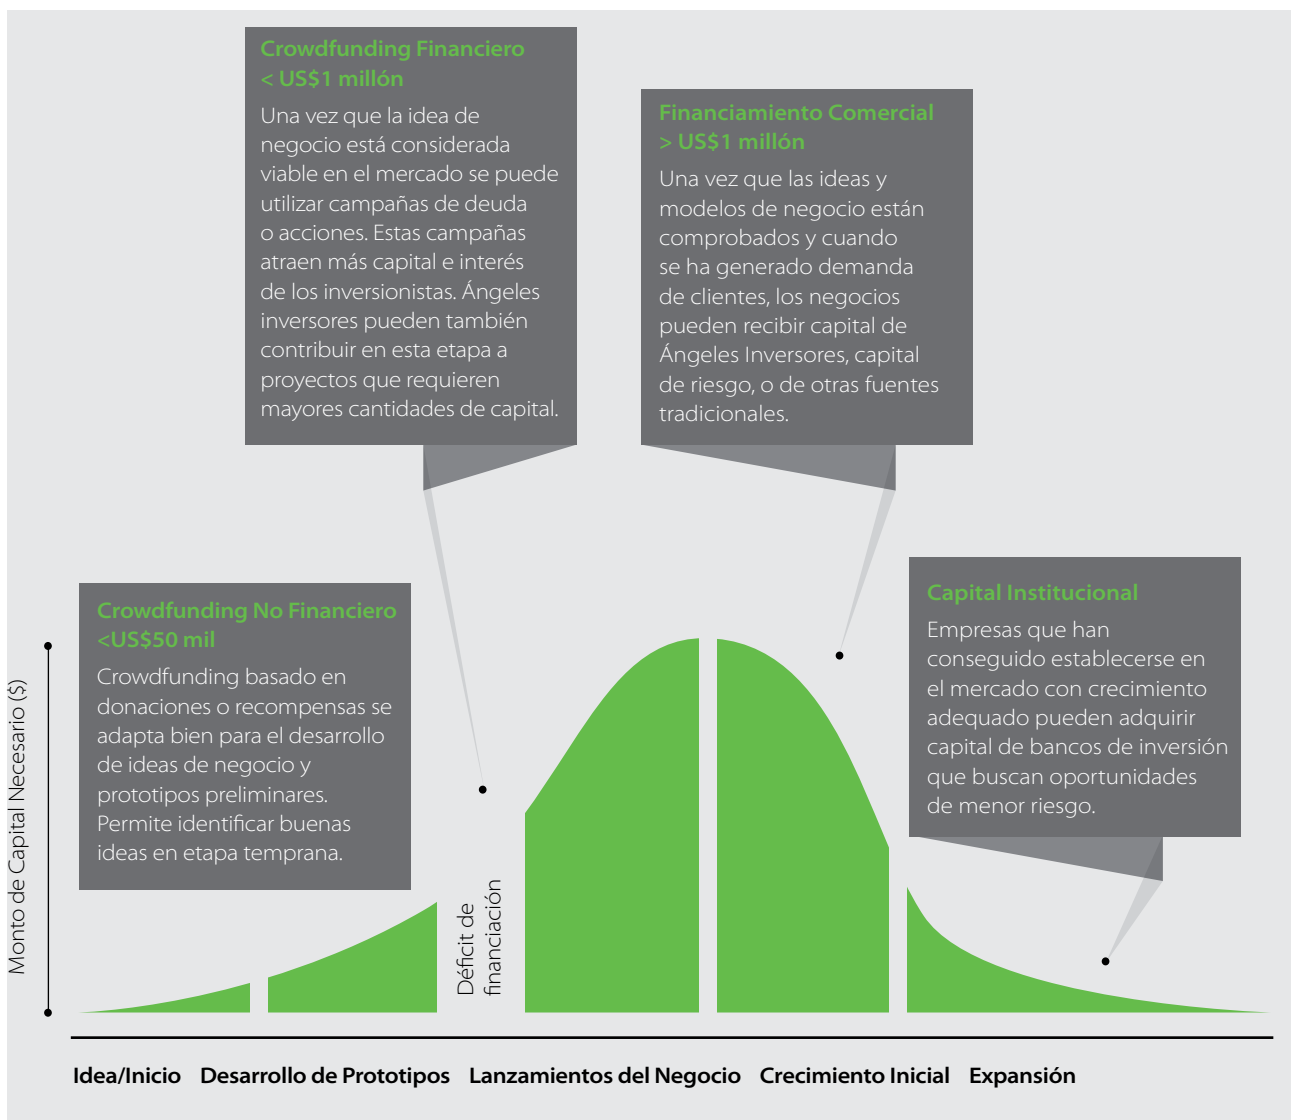 Crowdfunding Financiero
< US$1 millón
Una vez que la idea de
negocio está considerada
viable en el mercado se puede
utilizar campañas de deuda
o acciones. Estas campañas
atraen más capital e interés
de los inversionistas. Ángeles
inversores pueden también
contribuir en esta etapa a
proyectos que requieren
mayores cantidades de capital.
Financiamiento Comercial
> US$1 millón
Una vez que las ideas y
modelos de negocio están
comprobados y cuando
se ha generado demanda
de clientes, los negocios
pueden recibir capital de
Ángeles Inversores, capital
de riesgo, o de otras fuentes
tradicionales.
Crowdfunding No Financiero
<US$50 mil
Crowdfunding basado en
donaciones o recompensas se
adapta bien para el desarrollo
de ideas de negocio y
prototipos preliminares.
Permite identificar buenas
ideas en etapa temprana.
Capital Institucional
Empresas que han
conseguido establecerse en
el mercado con crecimiento
adequado pueden adquirir
capital de bancos de inversión
que buscan oportunidades
de menor riesgo.
Monto de Capital Necesario ($)
Déficit de
financiación
Idea/Inicio Desarrollo de Prototipos Lanzamientos del Negocio Crecimiento Inicial Expansión